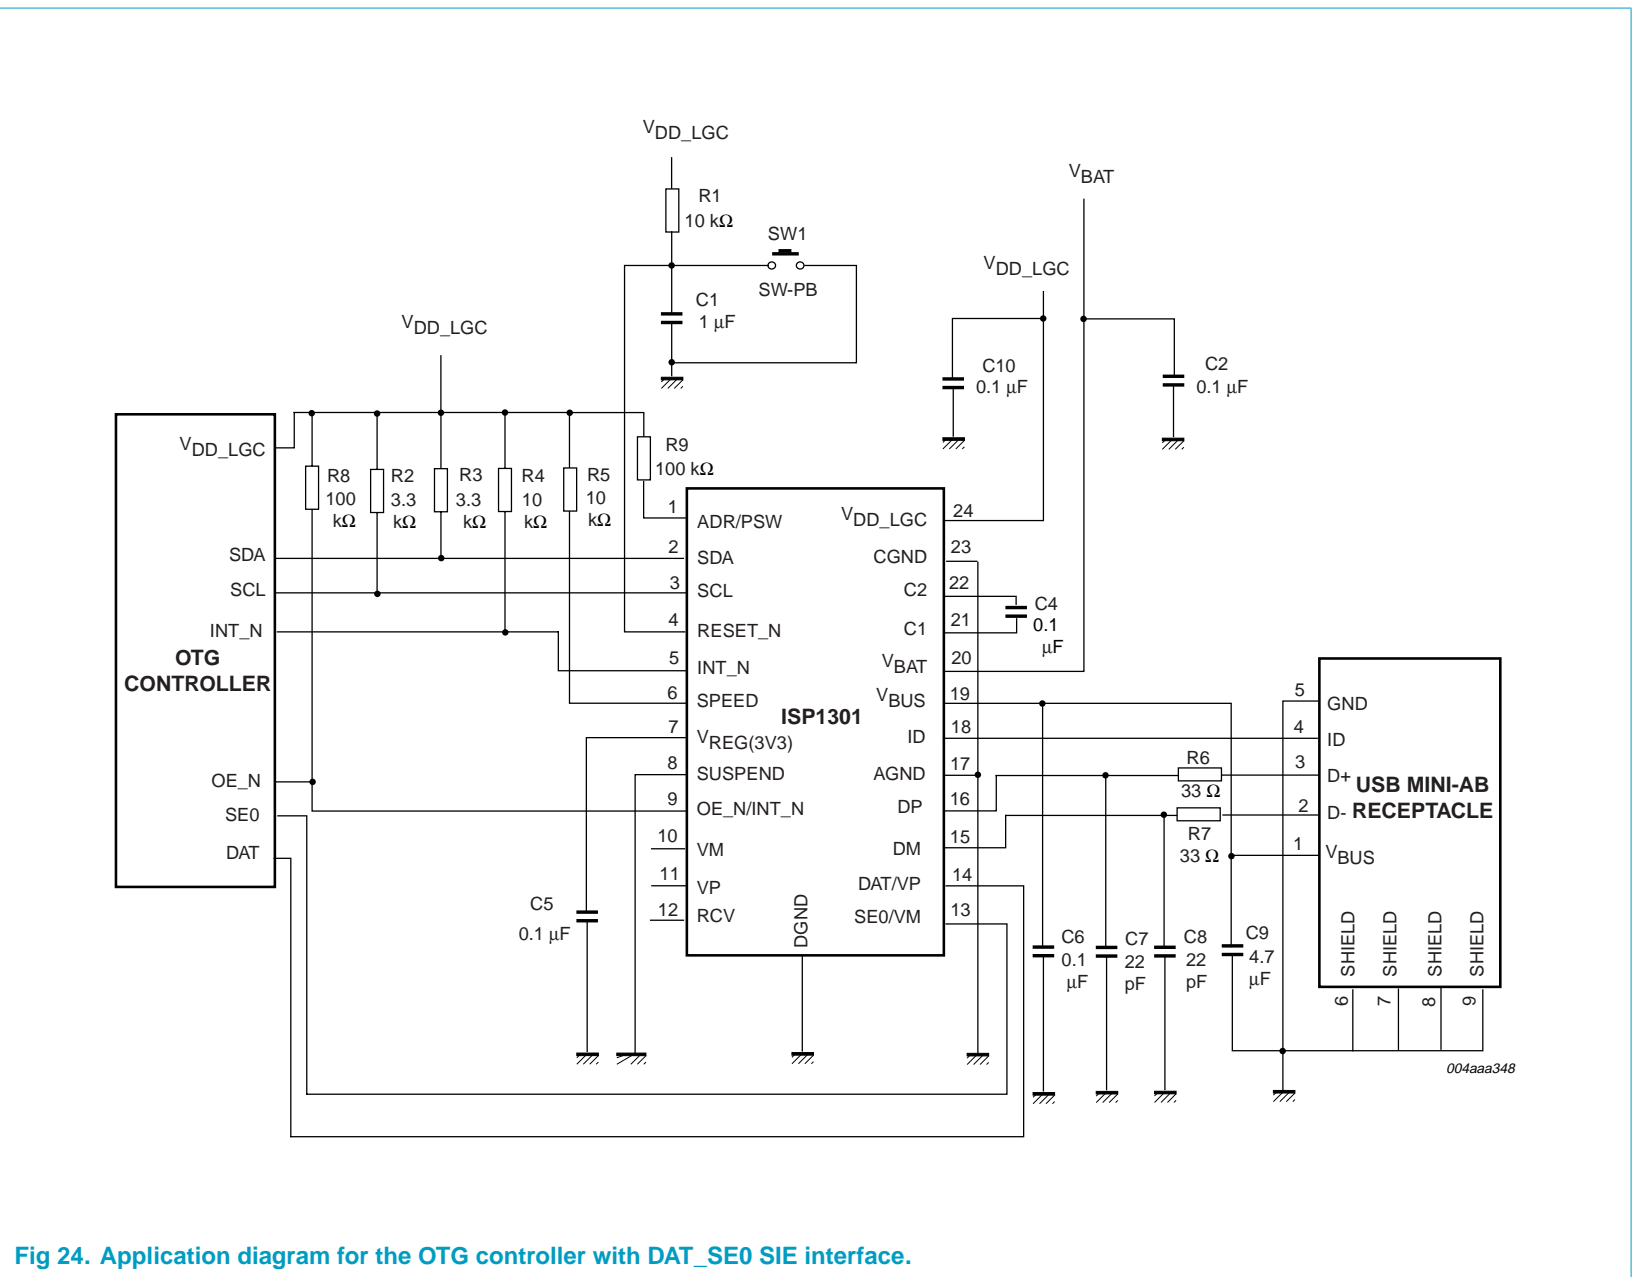 VDD_LGC
R1
10 kΩ
SW1
SW-PB
C1
1 μF
VBAT
VDD_LGC
C10
0.1 μF
C2
0.1 μF
VDD_LGC
R8
100
kΩ
R2
3.3
kΩ
R3
3.3
kΩ
R4
10
kΩ
R5
10
kΩ
R9
100 kΩ
VDD_LGC
SDA
SCL
INT_N
OTG
CONTROLLER
OE_N
SE0
DAT
1
ADR/PSW
2
SDA
3
SCL
4
RESET_N
5
INT_N
6
SPEED
7
VREG(3V3)
8
SUSPEND
9
OE_N/INT_N
10
VM
11
VP
12
RCV
ISP1301
DGND
VDD_LGC
24
CGND
23
C2
22
C1
21
VBAT
20
VBUS
19
ID
18
AGND
17
DP
16
DM
15
DAT/VP
14
SE0/VM
13
C4
0.1
μF
C5
0.1 μF
R6
33 Ω
R7
33 Ω
C6
0.1
μF
C7
22
pF
C8
22
pF
C9
4.7
μF
5
GND
4
ID
3
D+
2
D-
1
VBUS
USB MINI-AB
RECEPTACLE
SHIELD
SHIELD
SHIELD
SHIELD
6
7
8
9
004aaa348
Fig 24. Application diagram for the OTG controller with DAT_SE0 SIE interface.